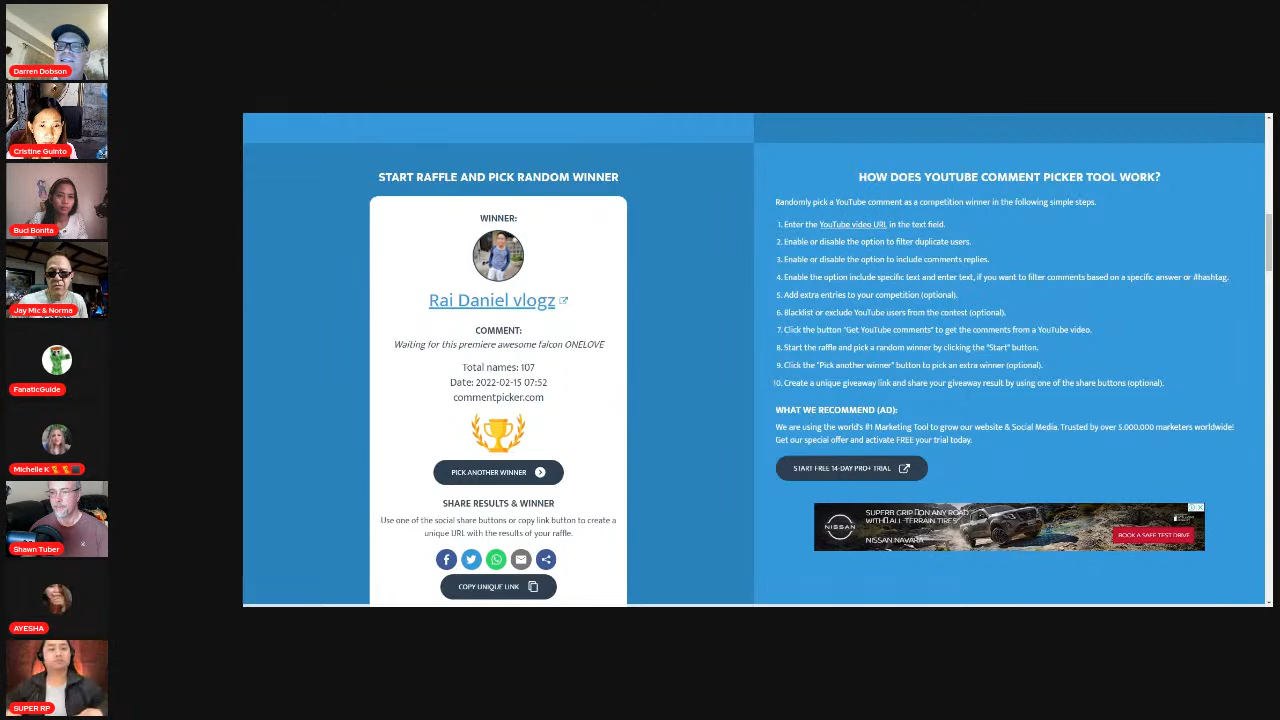 Darren Dobson
Cristine Guinto
Buci Bonita
Jay Mic & Norma
FanaticGuide
Michelle K
Shawn Tuber
AYESHA
SUPER RP
START RAFFLE AND PICK RANDOM WINNER
WINNER:
Rai Daniel vlogz
COMMENT:
Waiting for this premiere awesome falcon ONELOVE
Total names: 107
Date: 2022-02-15 07:52
commentpicker.com
PICK ANOTHER WINNER
SHARE RESULTS & WINNER
Use one of the social share buttons or copy link button to create a
unique URL with the results of your raffle.
COPY UNIQUE LINK
HOW DOES YOUTUBE COMMENT PICKER TOOL WORK?
Randomly pick a YouTube comment as a competition winner in the following simple steps.
1. Enter the YouTube video URL in the text field.
2. Enable or disable the option to filter duplicate users.
3. Enable or disable the option to include comments replies.
4. Enable the option include specific text and enter text, if you want to filter comments based on a specific answer or #hashtag.
5. Add extra entries to your competition (optional).
6. Blacklist or exclude YouTube users from the contest (optional).
7. Click the button "Get YouTube comments" to get the comments from a YouTube video.
8. Start the raffle and pick a random winner by clicking the "Start" button.
9. Click the "Pick another winner" button to pick an extra winner (optional).
10. Create a unique giveaway link and share your giveaway result by using one of the share buttons (optional).
WHAT WE RECOMMEND (AD):
We are using the world's #1 Marketing Tool to grow our website & Social Media. Trusted by over 5.000.000 marketers worldwide!
Get our special offer and activate FREE your trial today.
START FREE 14-DAY PRO+ TRIAL
NISSAN
SUPERB GRIP ON ANY ROAD
WITH ALL-TERRAIN TIRES
NISSAN NAVARA
BOOK A SAFE TEST DRIVE